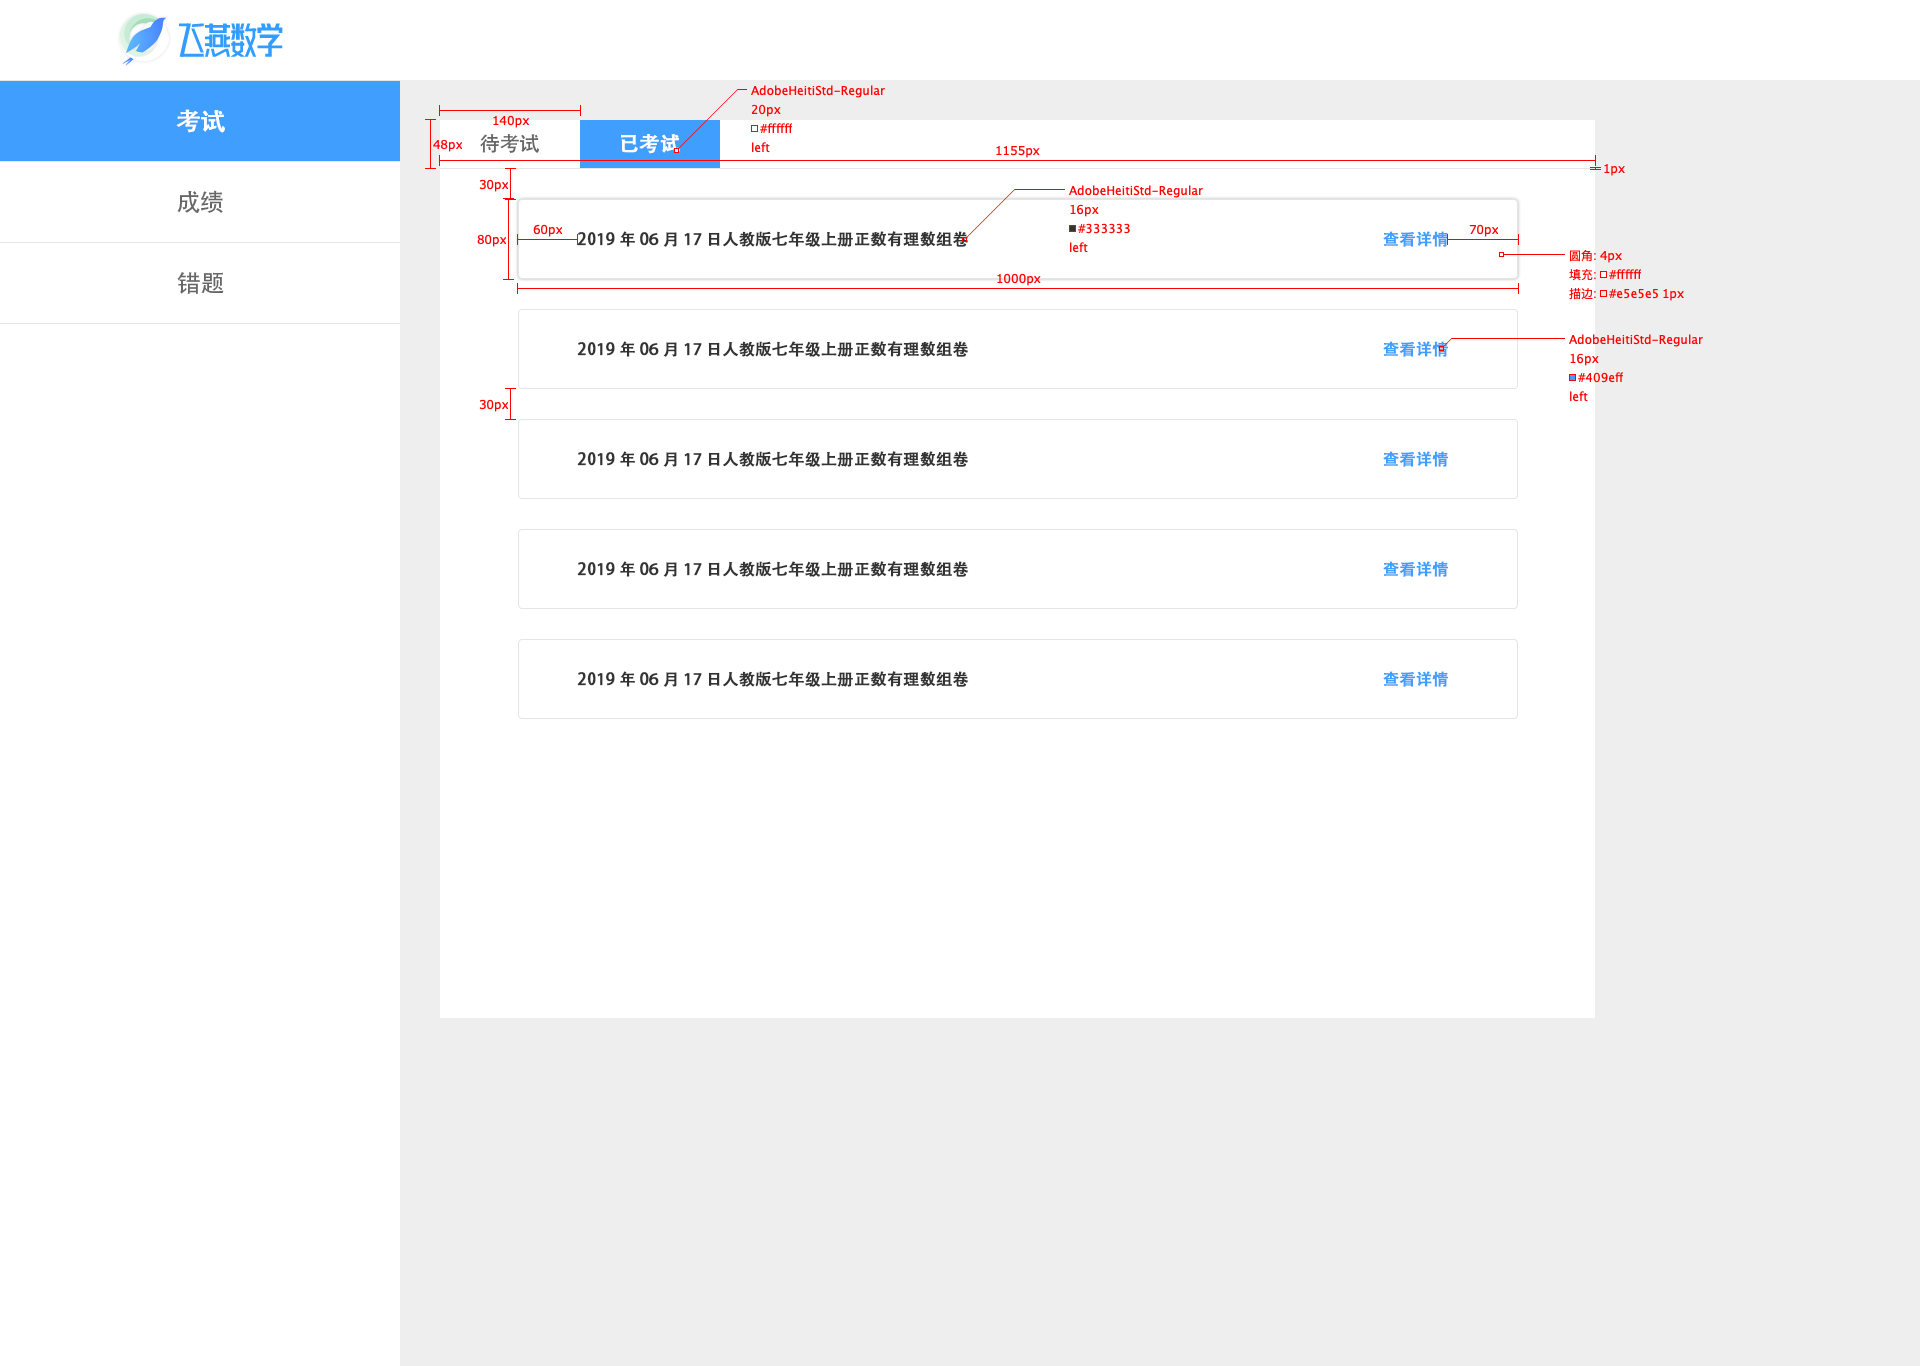 飞燕数学
考试
成绩
错题
AdobeHeitiStd-Regular
20px
#ffffff
left
140px
48px
待考试
已考试
1155px
1px
30px
AdobeHeitiStd-Regular
16px
#333333
left
80px
60px
2019 年 06 月 17 日人教版七年级上册正数有理数组卷
查看详情
70px
圆角: 4px
填充: #ffffff
描边: #e5e5e5 1px
1000px
2019 年 06 月 17 日人教版七年级上册正数有理数组卷
查看详情
AdobeHeitiStd-Regular
16px
#409eff
left
30px
2019 年 06 月 17 日人教版七年级上册正数有理数组卷
查看详情
2019 年 06 月 17 日人教版七年级上册正数有理数组卷
查看详情
2019 年 06 月 17 日人教版七年级上册正数有理数组卷
查看详情